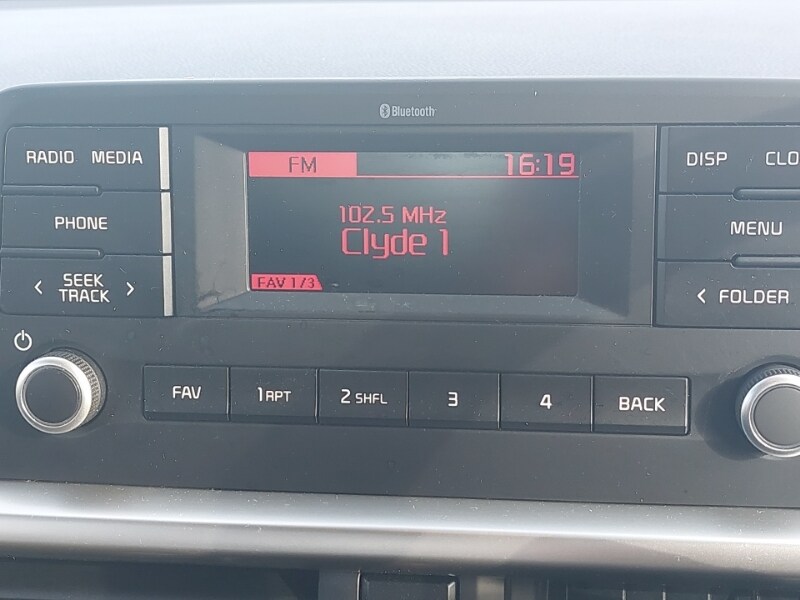 Bluetooth
RADIO MEDIA
FM 16:19
DISP CLO
PHONE
102.5 MHz
Clyde 1
MENU
< SEEK TRACK >
FAV 1/3
< FOLDER
FAV 1 RPT 2 SHFL 3 4 BACK